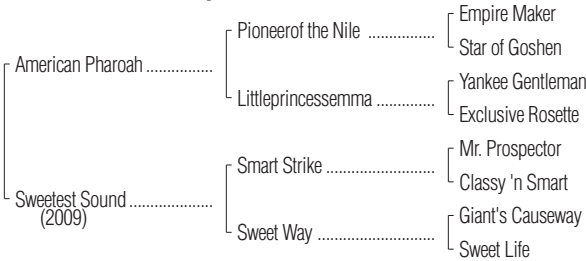 Empire Maker
Pioneerof the Nile ................
Star of Goshen
American Pharoah ...............
Yankee Gentleman
Littleprincessemma ............
Exclusive Rosette
Mr. Prospector
Smart Strike ........................
Classy 'n Smart
Sweetest Sound ..................
(2009)
Giant's Causeway
Sweet Way ..........................
Sweet Life